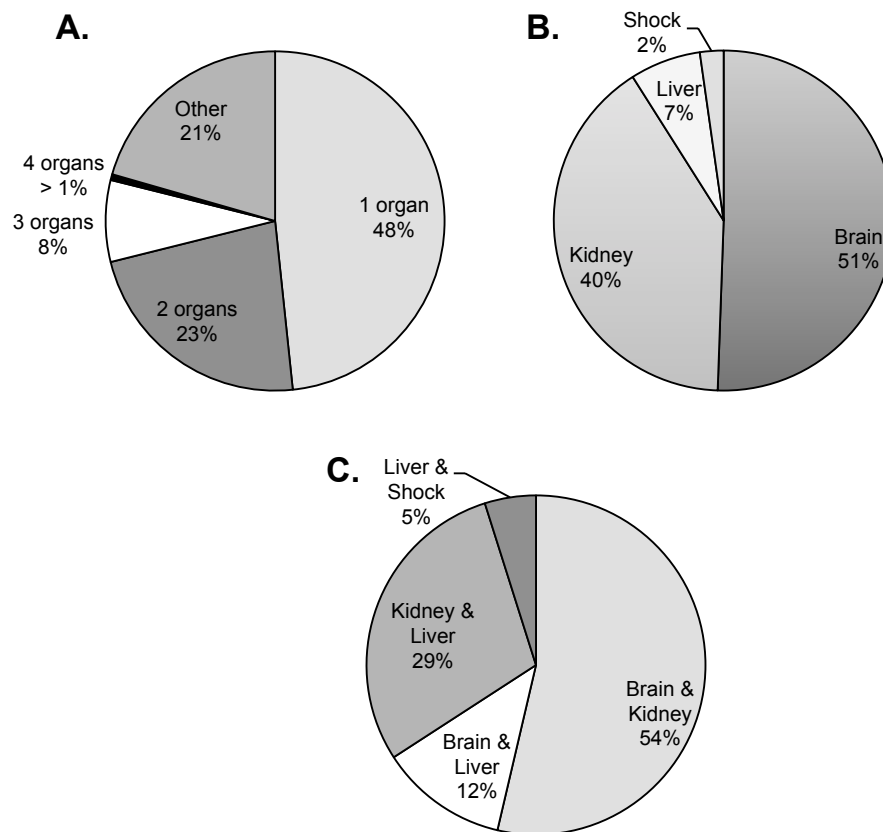 A.
Other
21%
4 organs
> 1%
3 organs
8%
2 organs
23%
1 organ
48%
B.
Shock
2%
Liver
7%
Kidney
40%
Brain
51%
C.
Liver &
Shock
5%
Kidney &
Liver
29%
Brain &
Liver
12%
Brain &
Kidney
54%